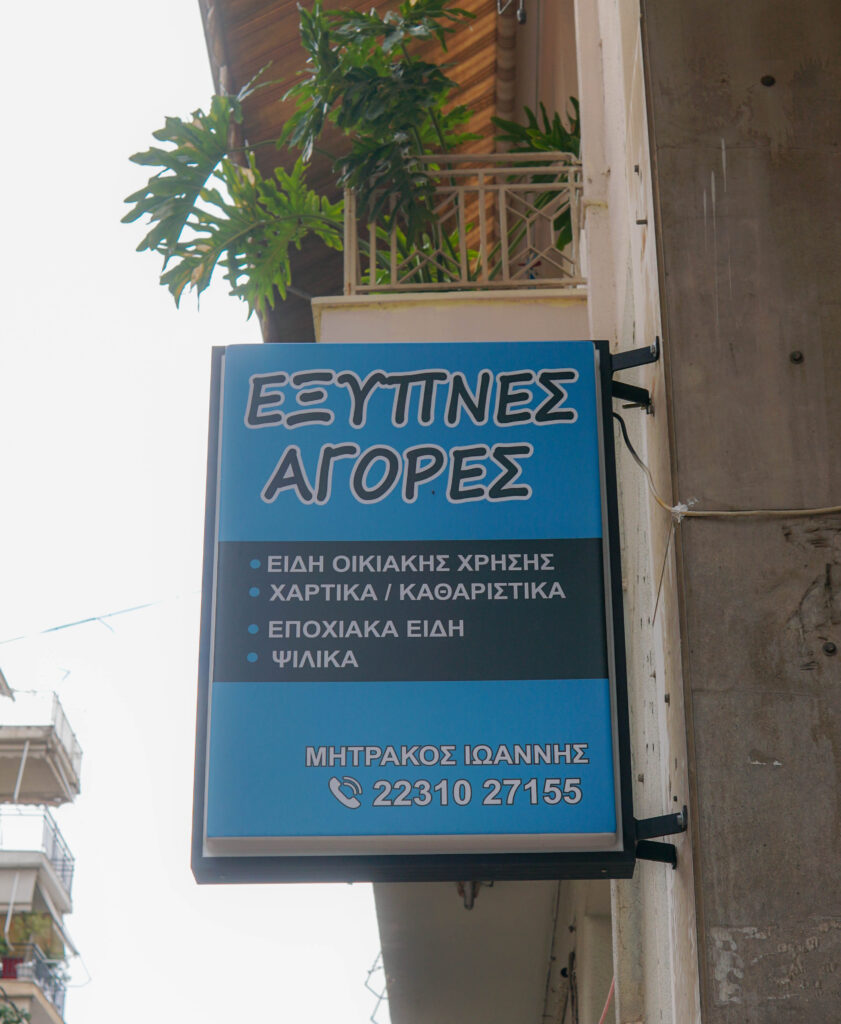 ΕΞΥΠΝΕΣ
ΑΓΟΡΕΣ
• ΕΙΔΗ ΟΙΚΙΑΚΗΣ ΧΡΗΣΗΣ
• ΧΑΡΤΙΚΑ / ΚΑΘΑΡΙΣΤΙΚΑ
• ΕΠΟΧΙΑΚΑ ΕΙΔΗ
• ΨΙΛΙΚΑ
ΜΗΤΡΑΚΟΣ ΙΩΑΝΝΗΣ
22310 27155